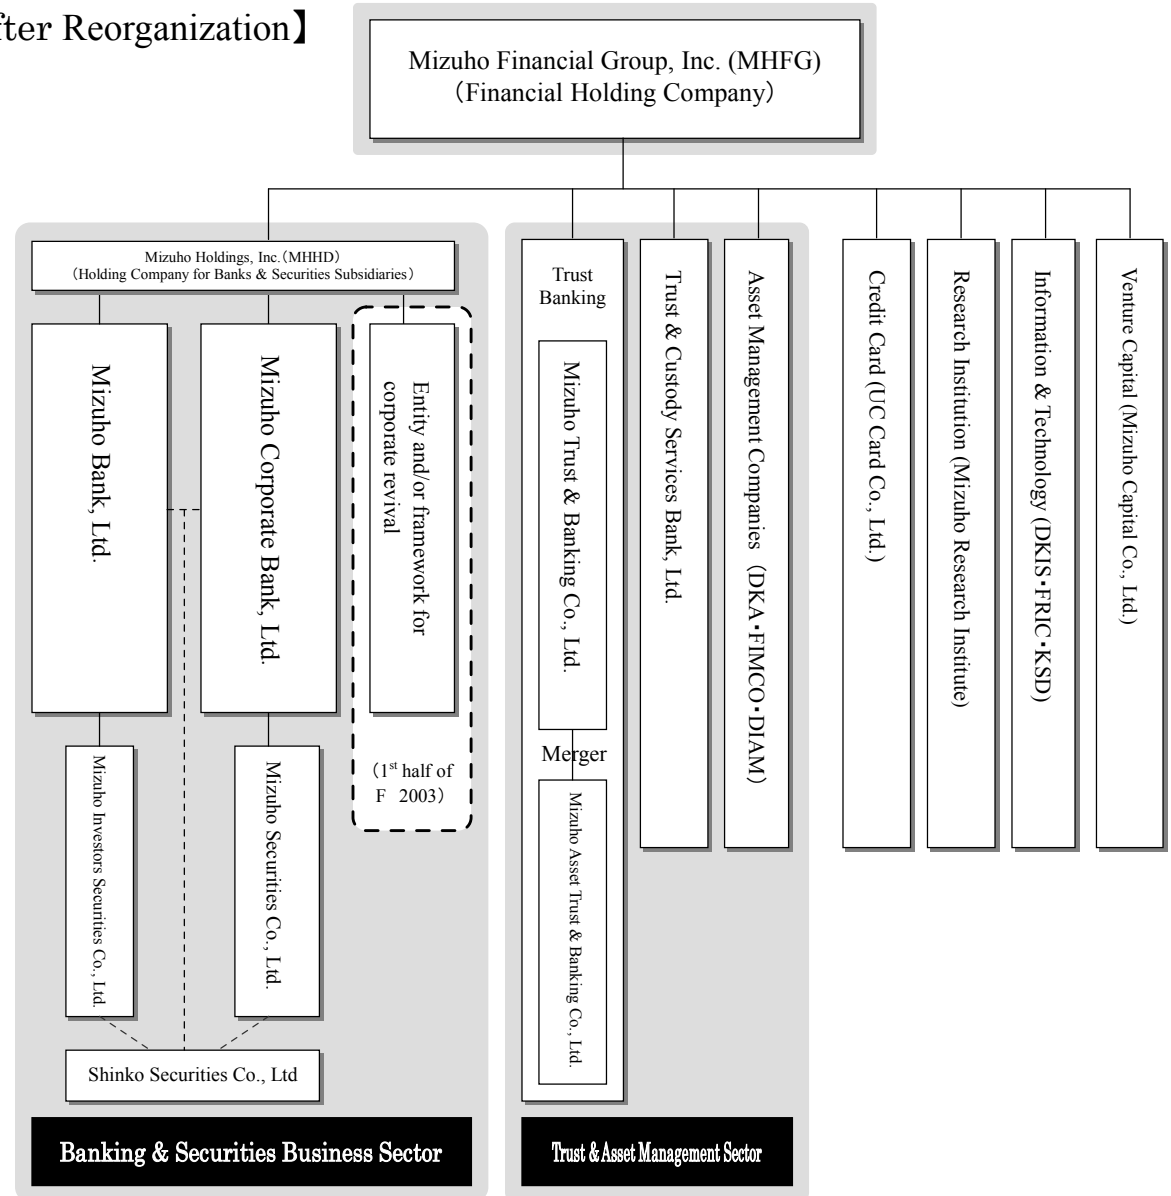 fter Reorganization】
Mizuho Financial Group, Inc. (MHFG)
（Financial Holding Company）
Mizuho Holdings, Inc.（MHHD）
（Holding Company for Banks & Securities Subsidiaries）
Mizuho Bank, Ltd.
Mizuho Corporate Bank, Ltd.
Entity and/or framework for
corporate revival
（1st half of
F 2003）
Mizuho Investors Securities Co., Ltd.
Mizuho Securities Co., Ltd.
Shinko Securities Co., Ltd
Banking & Securities Business Sector
Trust
Banking
Mizuho Trust & Banking Co., Ltd.
Merger
Mizuho Asset Trust & Banking Co., Ltd.
Trust & Custody Services Bank, Ltd.
Asset Management Companies （DKA・FIMCO・DIAM）
Trust & Asset Management Sector
Credit Card (UC Card Co., Ltd.)
Research Institution (Mizuho Research Institute)
Information & Technology (DKIS・FRIC・KSD)
Venture Capital (Mizuho Capital Co., Ltd.)